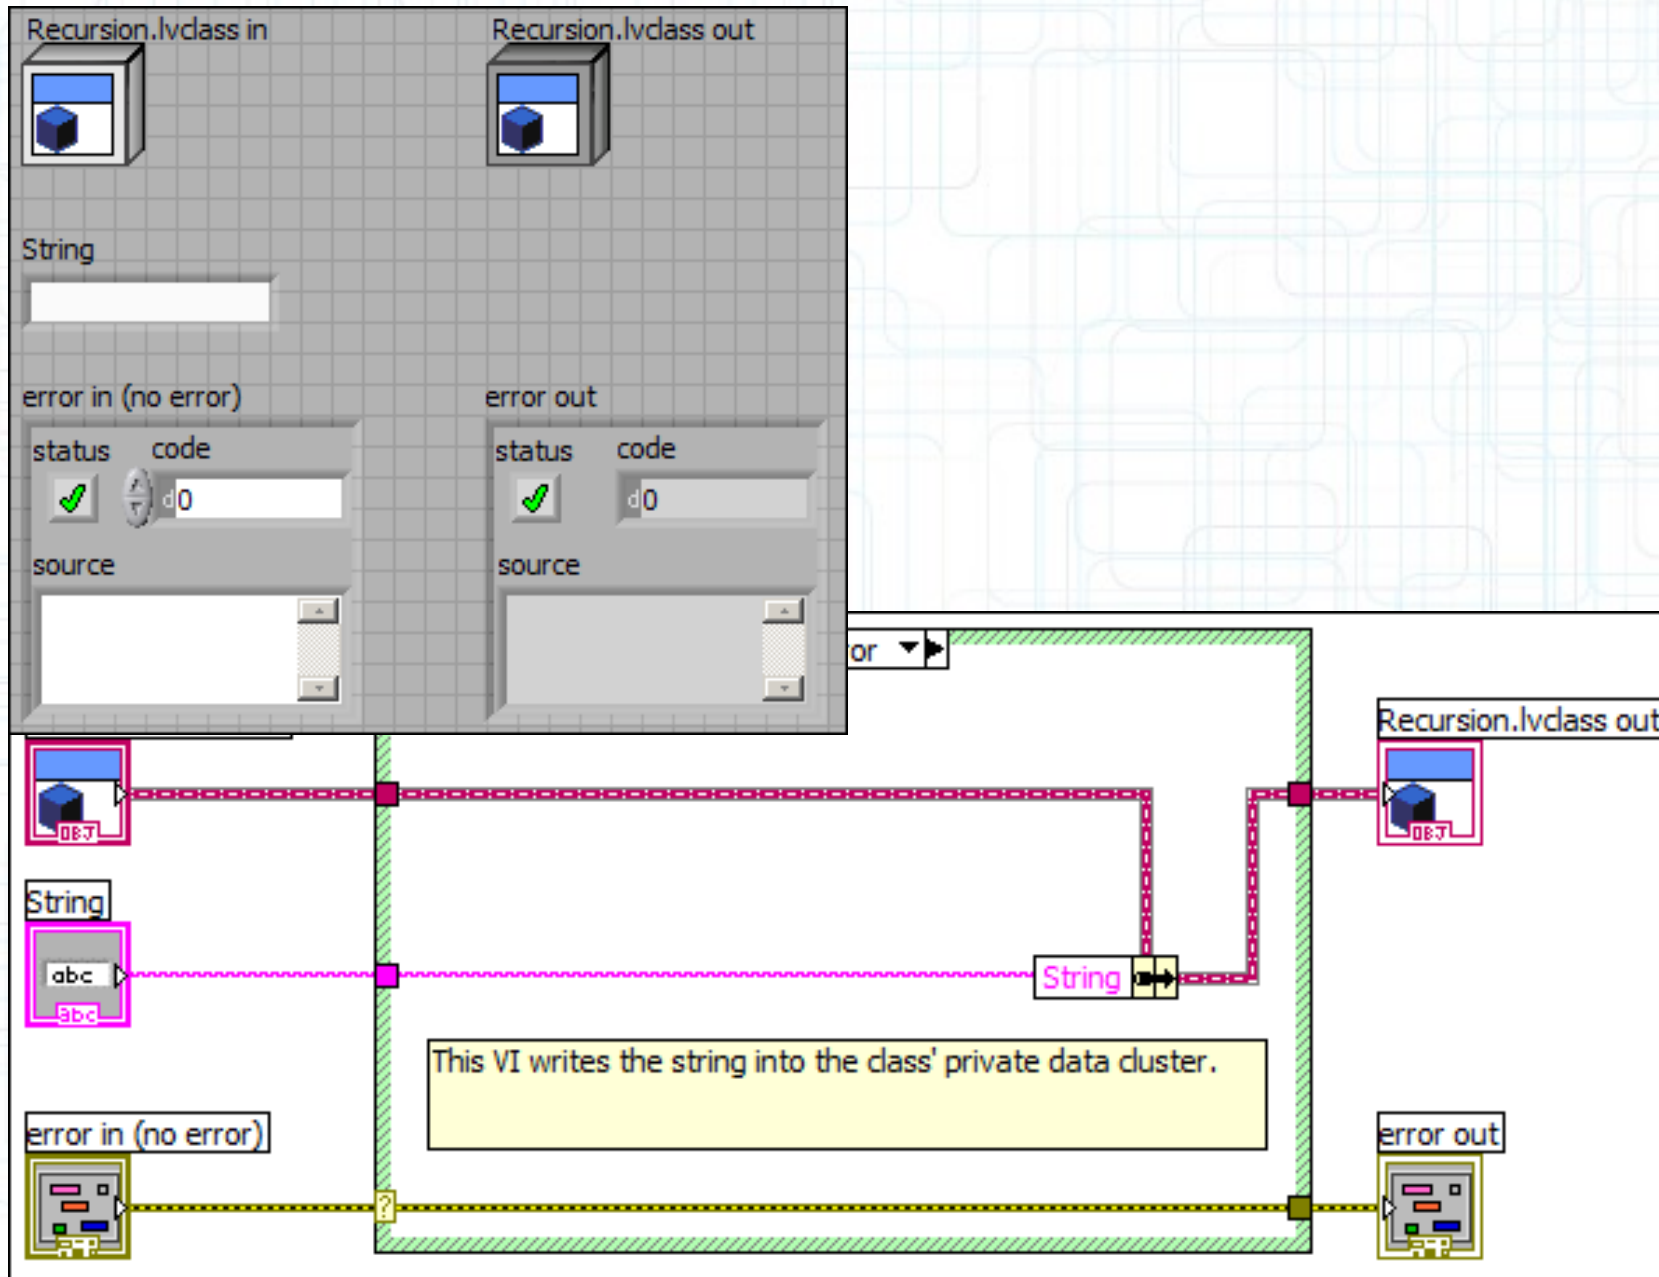 Recursion.lvclass in
Recursion.lvclass out
String
error in (no error)
error out
status
code
status
code
d0
d0
source
source
or
Recursion.lvclass out
OBJ
OBJ
String
abc
abc
String
This VI writes the string into the class' private data cluster.
error in (no error)
error out
?